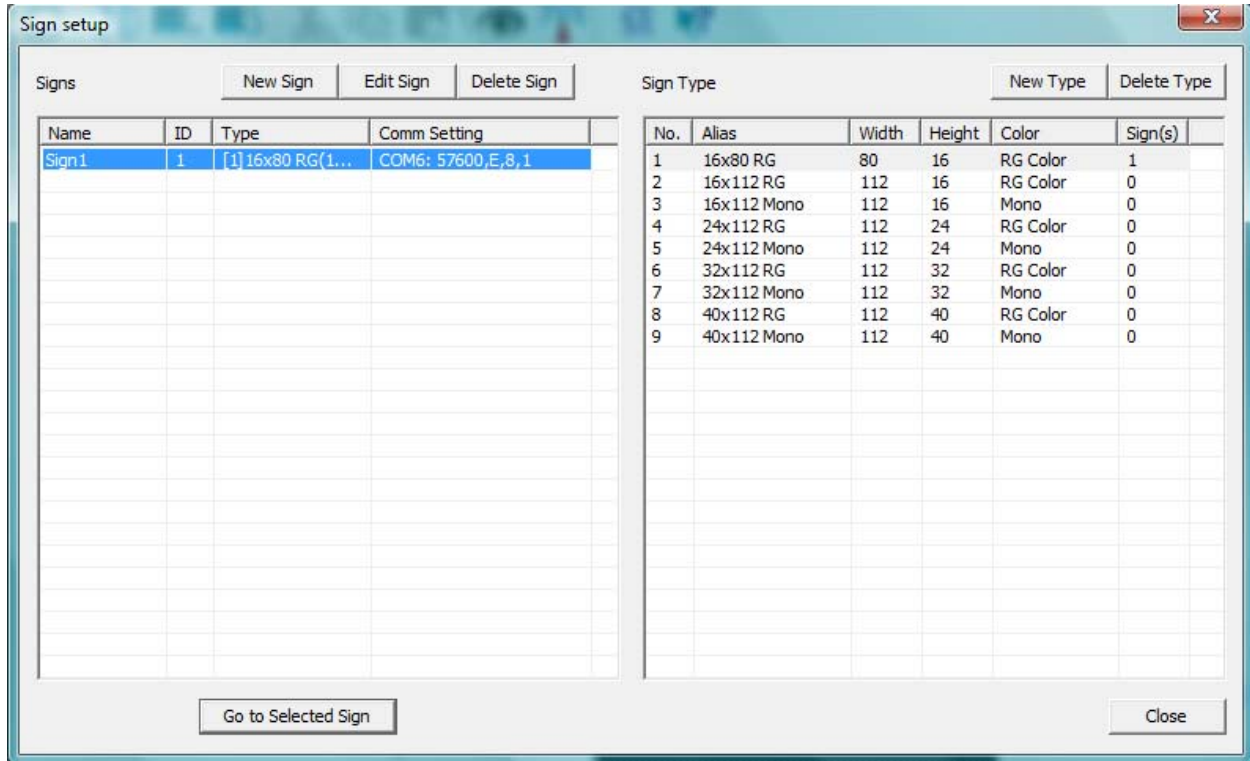 Sign setup
Signs
New Sign
Edit Sign
Delete Sign
Name ID Type Comm Setting
Sign1 1 [1]16x80 RG(1... COM6: 57600,E,8,1
Go to Selected Sign
Sign Type
New Type
Delete Type
No. Alias Width Height Color Sign(s)
1 16x80 RG 80 16 RG Color 1
2 16x112 RG 112 16 RG Color 0
3 16x112 Mono 112 16 Mono 0
4 24x112 RG 112 24 RG Color 0
5 24x112 Mono 112 24 Mono 0
6 32x112 RG 112 32 RG Color 0
7 32x112 Mono 112 32 Mono 0
8 40x112 RG 112 40 RG Color 0
9 40x112 Mono 112 40 Mono 0
Close